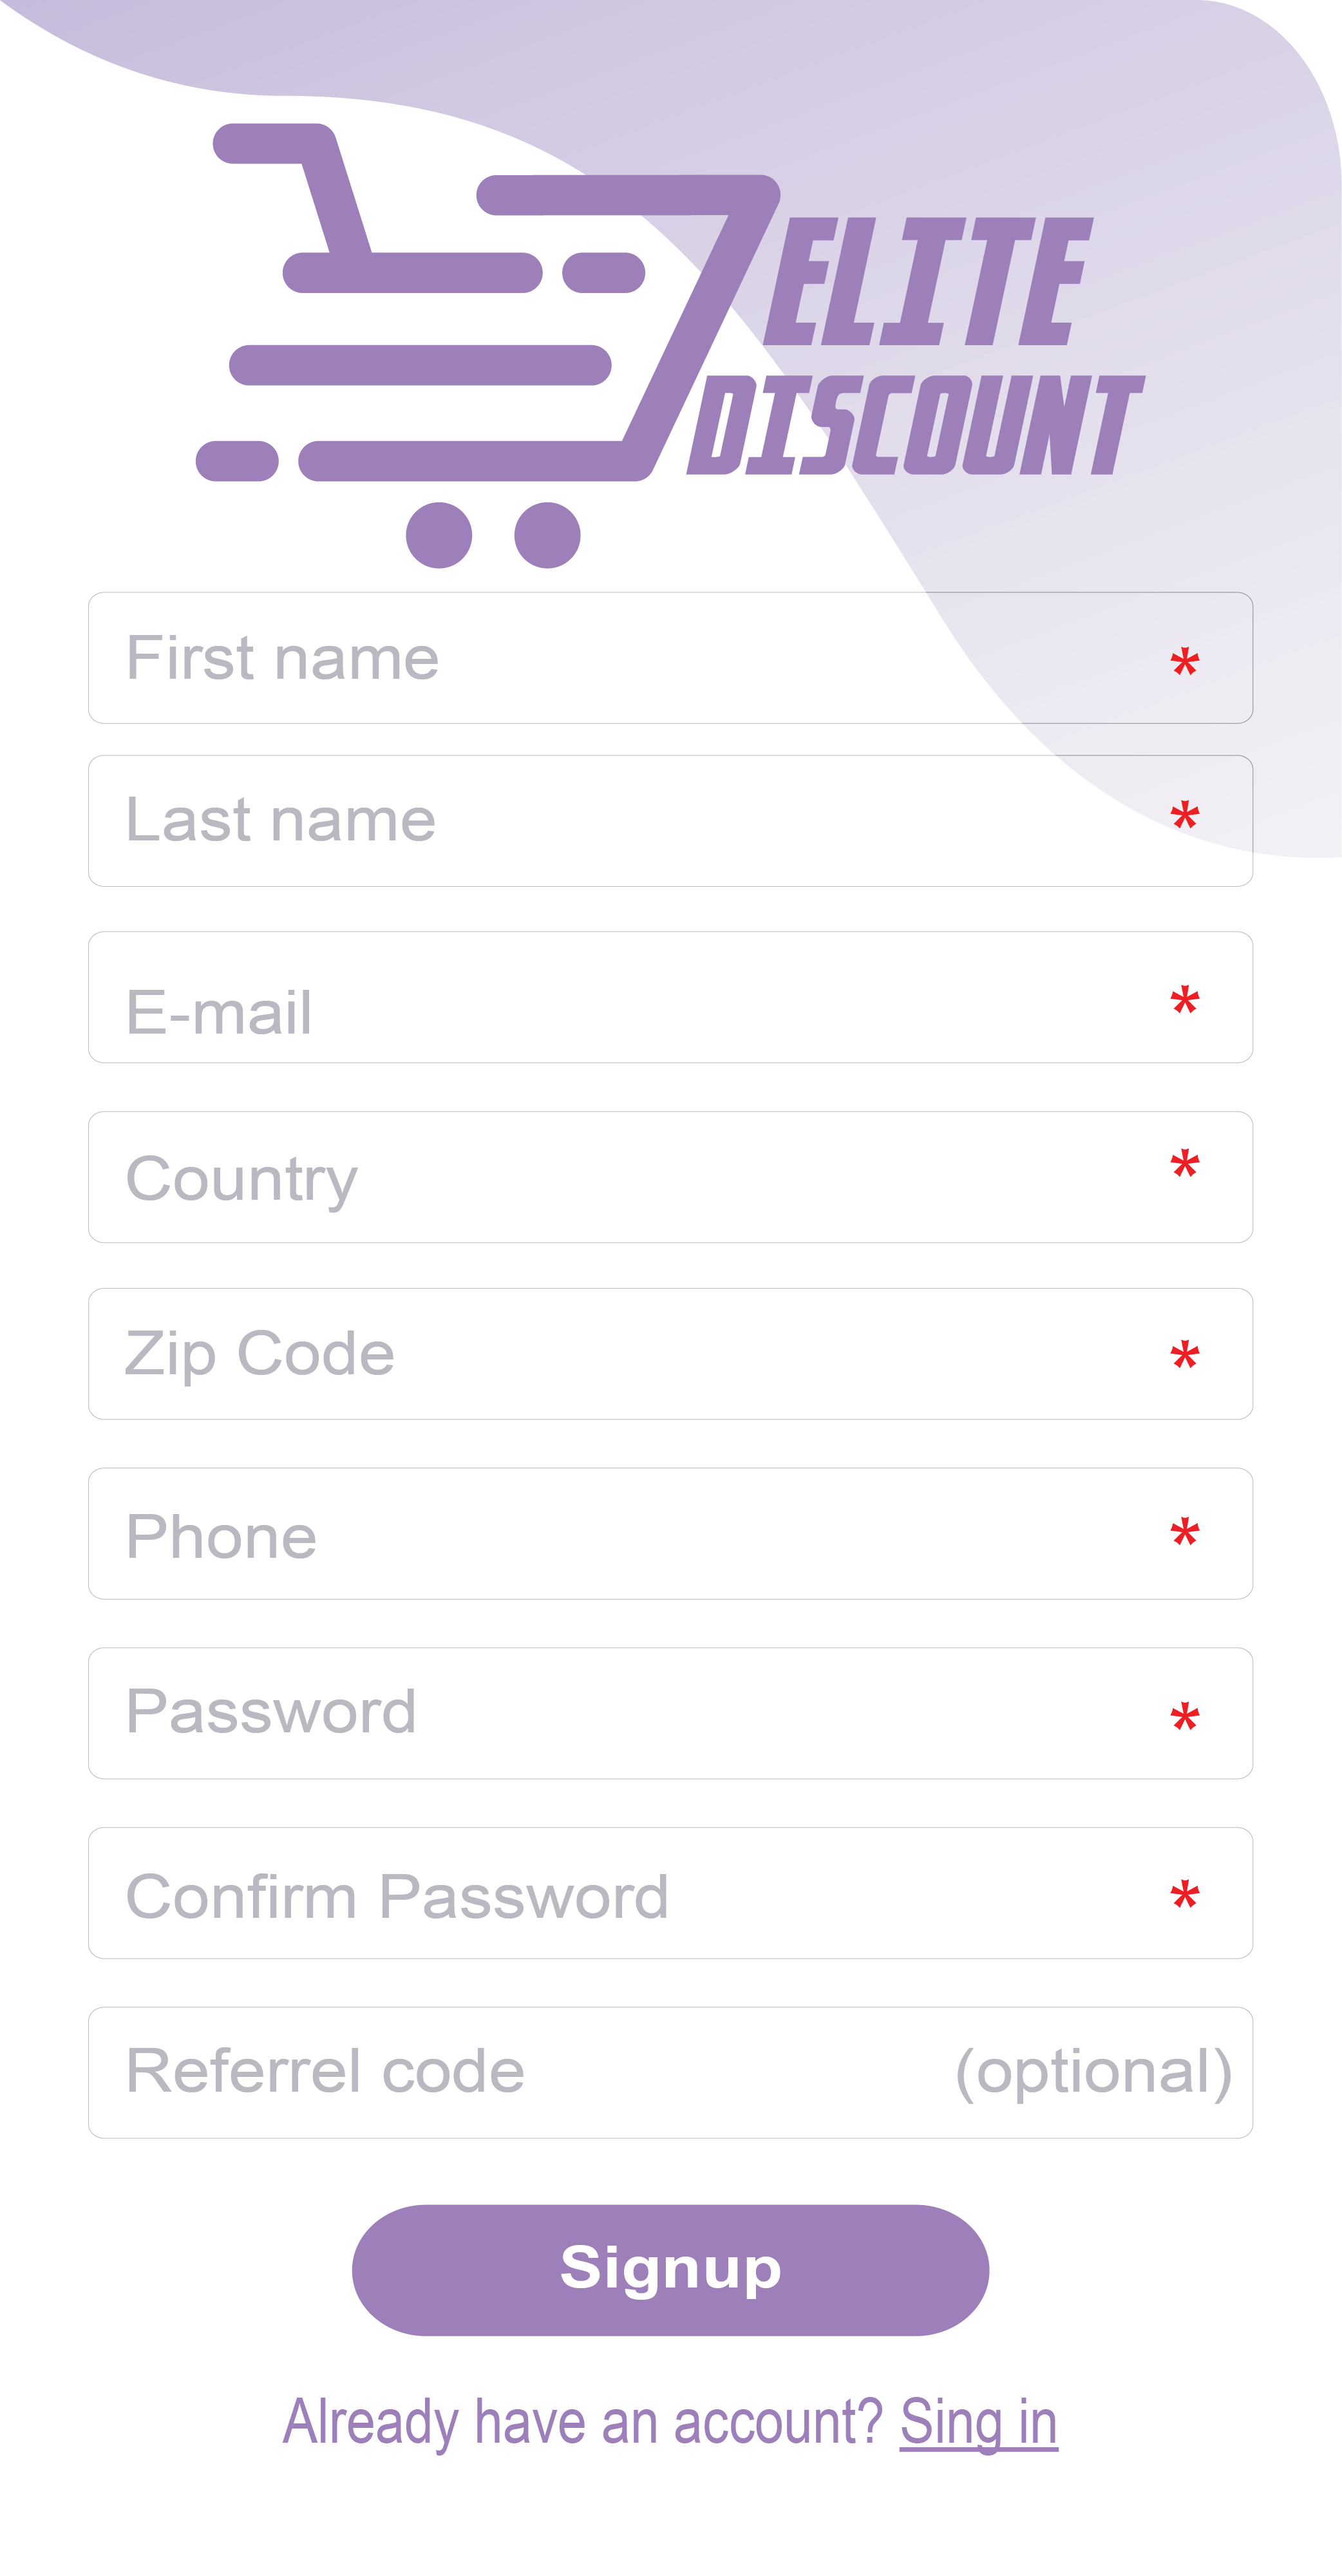 ELITE
DISCOUNT
First name *
Last name *
E-mail *
Country *
Zip Code *
Phone *
Password *
Confirm Password *
Referrel code (optional)
Signup
Already have an account? Sing in